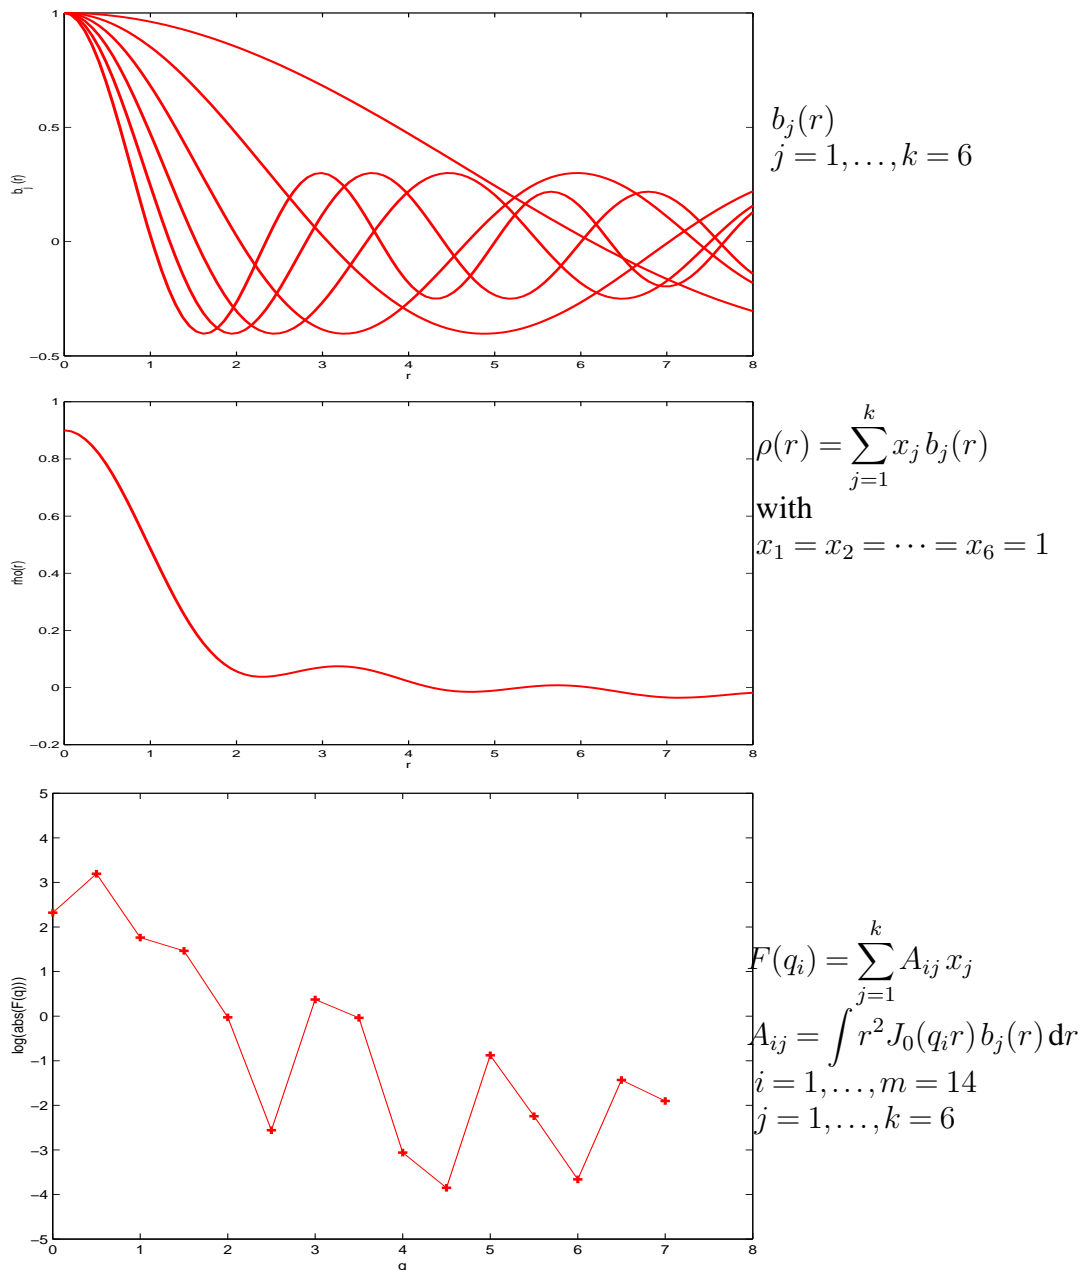 1
0.5
0
−0.5
b_j(r)
0 1 2 3 4 5 6 7 8
r
b_j(r)
j = 1, . . . , k = 6
1
0.8
0.6
0.4
0.2
0
−0.2
rho(r)
0 1 2 3 4 5 6 7 8
r
ρ(r) = ∑_{j=1}^{k} x_j b_j(r)
with
x_1 = x_2 = · · · = x_6 = 1
5
4
3
2
1
0
−1
−2
−3
−4
−5
log(abs(F(q)))
0 1 2 3 4 5 6 7 8
q
F(q_i) = ∑_{j=1}^{k} A_{ij} x_j
A_{ij} = ∫ r^2 J_0(q_i r) b_j(r) dr
i = 1, . . . , m = 14
j = 1, . . . , k = 6